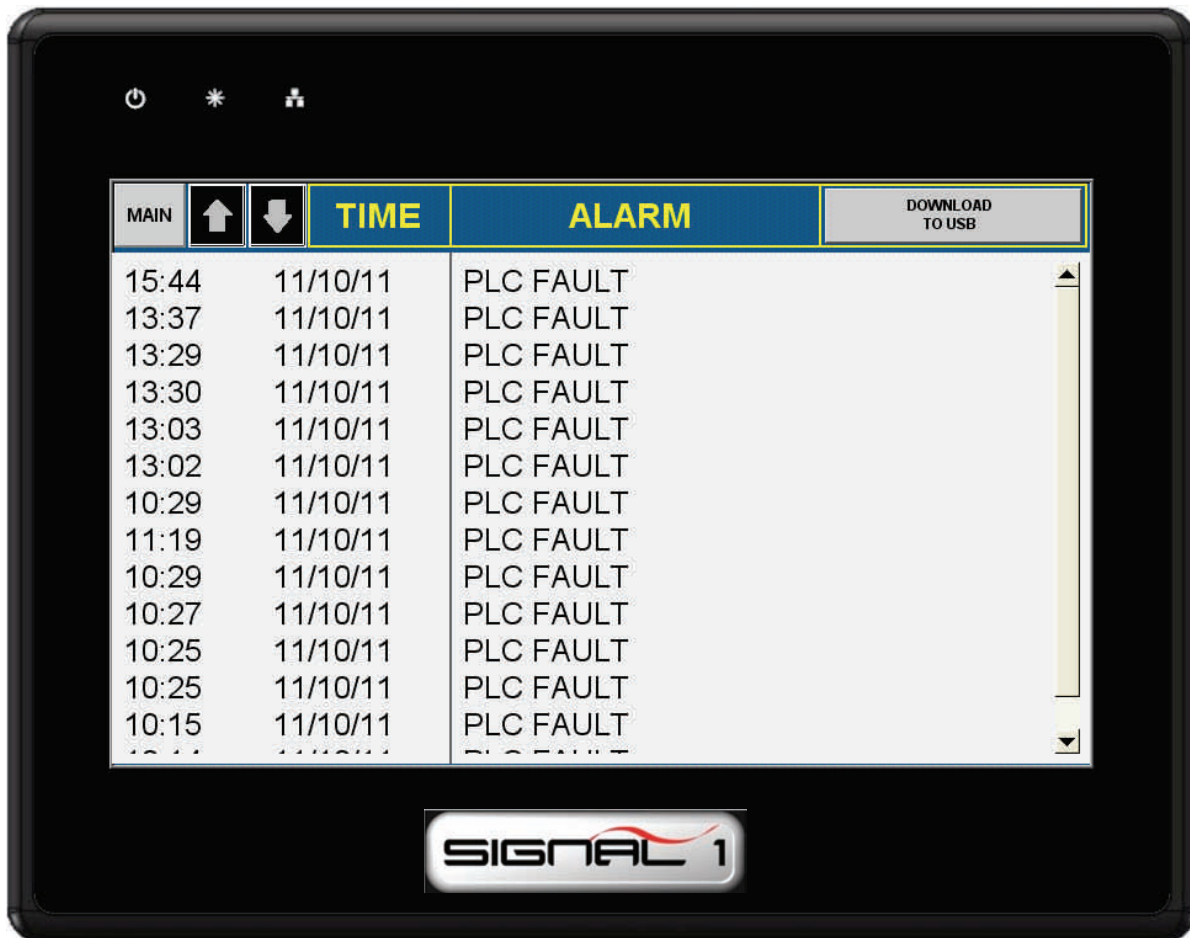 MAIN
TIME
ALARM
DOWNLOAD
TO USB
15:44 11/10/11 PLC FAULT
13:37 11/10/11 PLC FAULT
13:29 11/10/11 PLC FAULT
13:30 11/10/11 PLC FAULT
13:03 11/10/11 PLC FAULT
13:02 11/10/11 PLC FAULT
10:29 11/10/11 PLC FAULT
11:19 11/10/11 PLC FAULT
10:29 11/10/11 PLC FAULT
10:27 11/10/11 PLC FAULT
10:25 11/10/11 PLC FAULT
10:25 11/10/11 PLC FAULT
10:15 11/10/11 PLC FAULT
SIGNAL 1